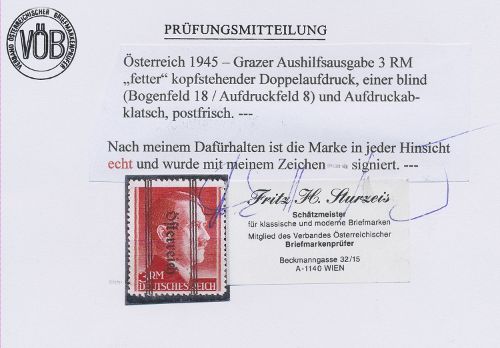 VERBAND ÖSTERREICHISCHER BRIEFMARKENPRÜFER
VÖB
PRÜFUNGSMITTEILUNG
Österreich 1945 – Grazer Aushilfsausgabe 3 RM
„fetter“ kopfstehender Doppelaufdruck, einer blind
(Bogenfeld 18 / Aufdruckfeld 8) und Aufdruckab-
klatsch, postfrisch. ---
Nach meinem Dafürhalten ist die Marke in jeder Hinsicht
echt und wurde mit meinem Zeichen signiert. ---
Fritz H. Sturzeis
Schätzmeister
für klassische und moderne Briefmarken
Mitglied des Verbandes Österreichischer
Briefmarkenprüfer
Beckmanngasse 32/15
A-1140 WIEN
Österreich
3 RM
DEUTSCHES REICH